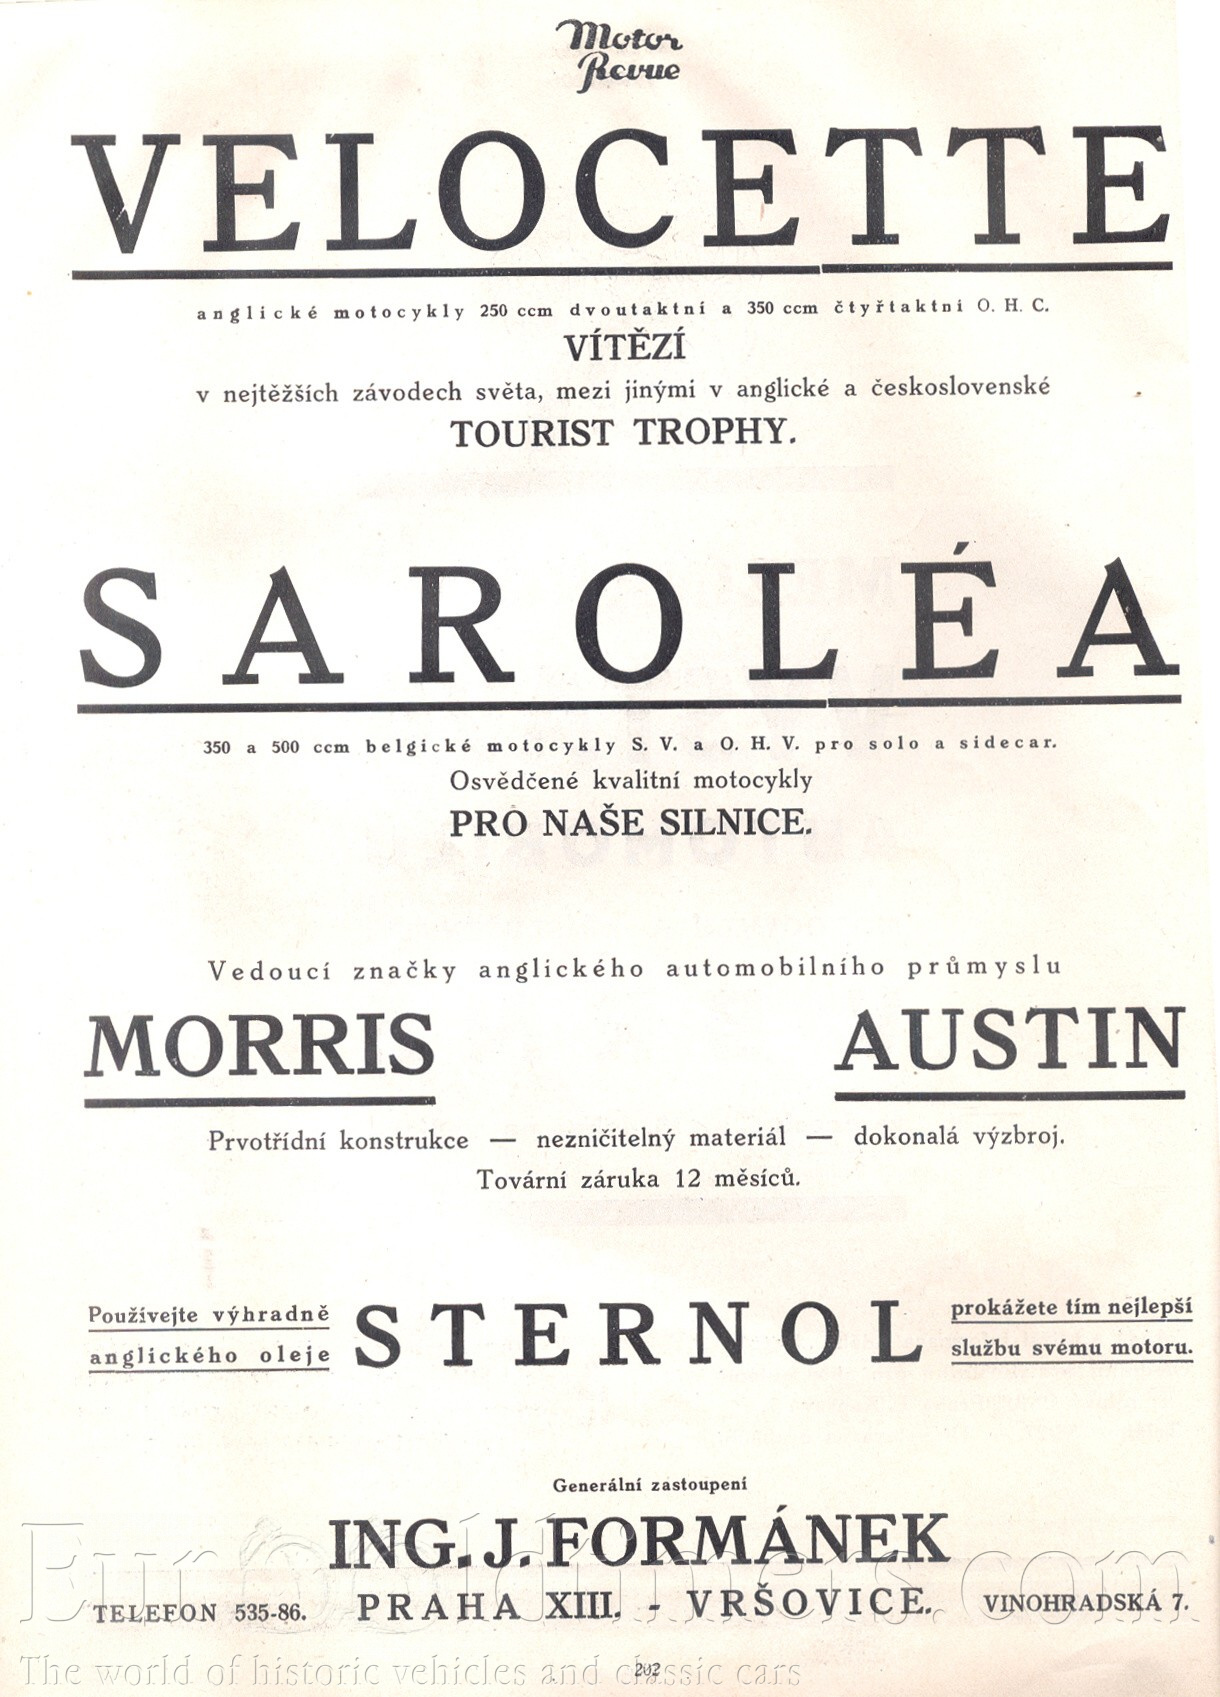 Motor
Revue
VELOCETTE
anglické motocykly 250 ccm dvoutaktní a 350 ccm čtyřtaktni O. H. C.
VÍTĚZÍ
v nejtěžších závodech světa, mezi jinými v anglické a československé
TOURIST TROPHY.
SAROLÉA
350 a 500 ccm belgické motocykly S. V. a O. H. V. pro solo a sidecar.
Osvědčené kvalitní motocykly
PRO NAŠE SILNICE.
Vedoucí značky anglického automobilního průmyslu
MORRIS AUSTIN
Prvotřídní konstrukce — nezničitelný materiál — dokonalá výzbroj.
Tovární záruka 12 měsíců.
Používejte výhradně
anglického oleje
STERNOL
prokážete tím nejlepší
službu svému motoru.
Generální zastoupení
ING. J. FORMÁNEK
TELEFON 535-86. PRAHA XIII. - VRŠOVICE. VINOHRADSKÁ 7.
Eurooldtimers.com
The world of historic vehicles and classic cars
202